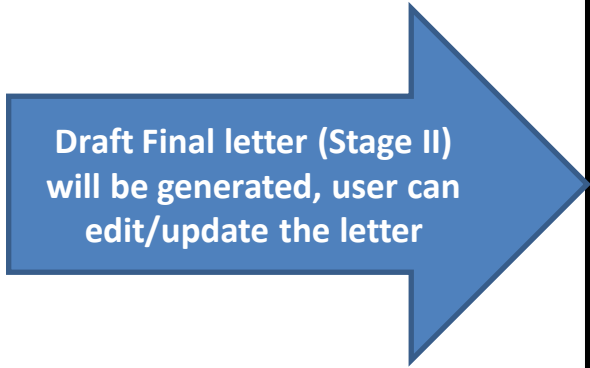 Draft Final letter (Stage II)
will be generated, user can
edit/update the letter